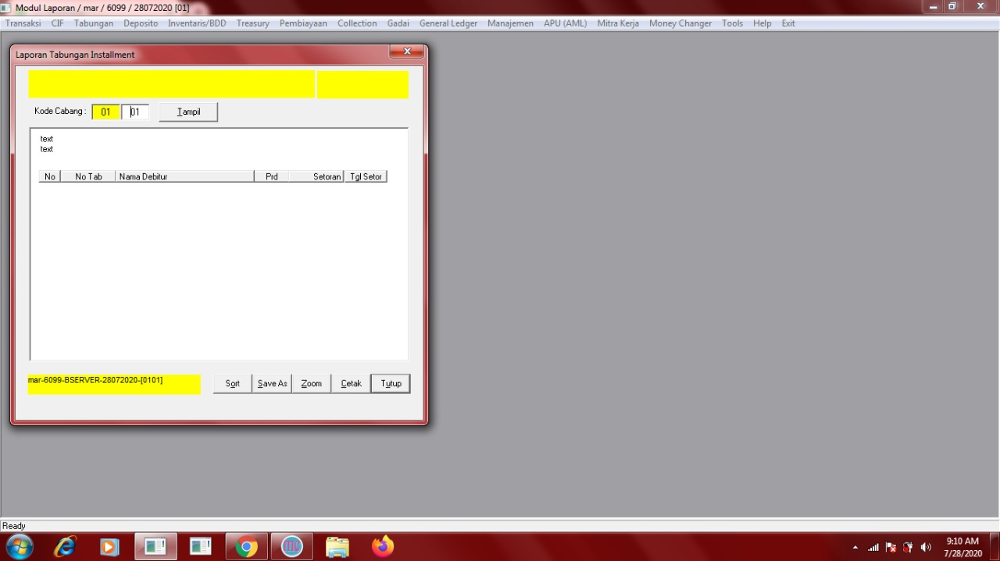 Modul Laporan / mar / 6099 / 28072020 [01]
Transaksi CIF Tabungan Deposito Inventaris/BDD Treasury Pembiayaan Collection Gadai General Ledger Manajemen APU (AML) Mitra Kerja Money Changer Tools Help Exit
Laporan Tabungan Installment
Kode Cabang : 01 01 Tampil
text
text
No No Tab Nama Debitur Prd Setoran Tgl Setor
mar-6099-BSERVER-28072020-[0101]
Sort Save As Zoom Cetak Tutup
Ready
9:10 AM
7/28/2020